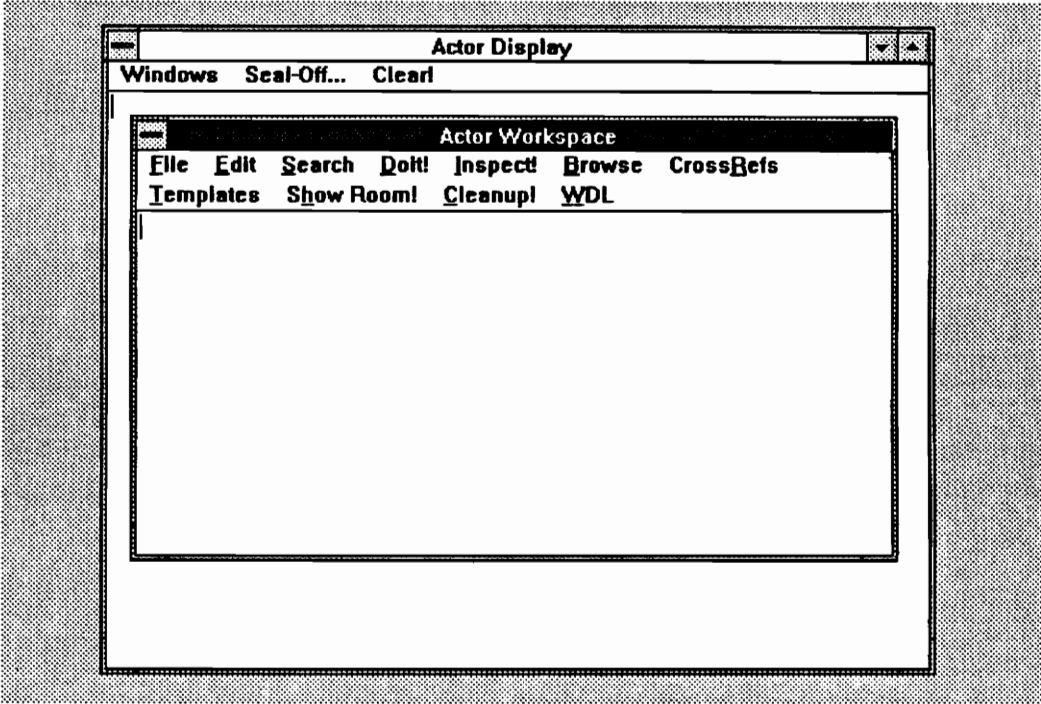 Actor Display
Windows Seal-Off... Clear!
Actor Workspace
File Edit Search Doit! Inspect! Browse CrossRefs
Templates Show Room! Cleanup! WDL